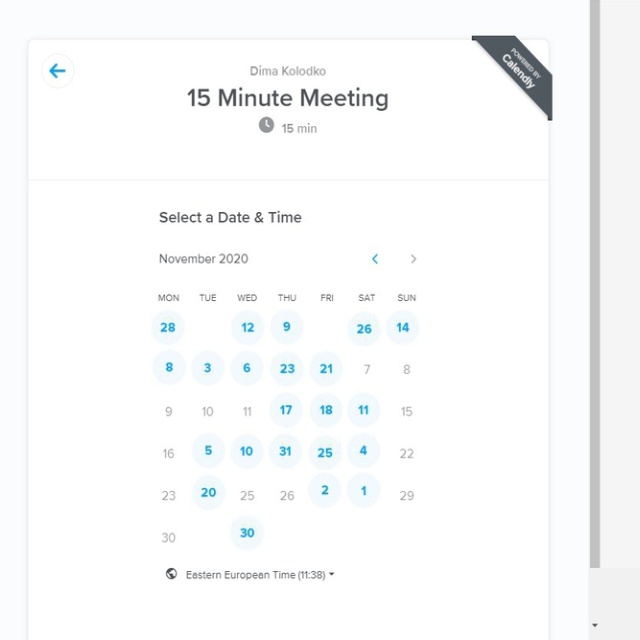 POWERED BY
Calendly
Dima Kolodko
15 Minute Meeting
15 min
Select a Date & Time
November 2020
MON TUE WED THU FRI SAT SUN
28 12 9 26 14
8 3 6 23 21 7 8
9 10 11 17 18 11 15
16 5 10 31 25 4 22
23 20 25 26 2 1 29
30 30
Eastern European Time (11:38)